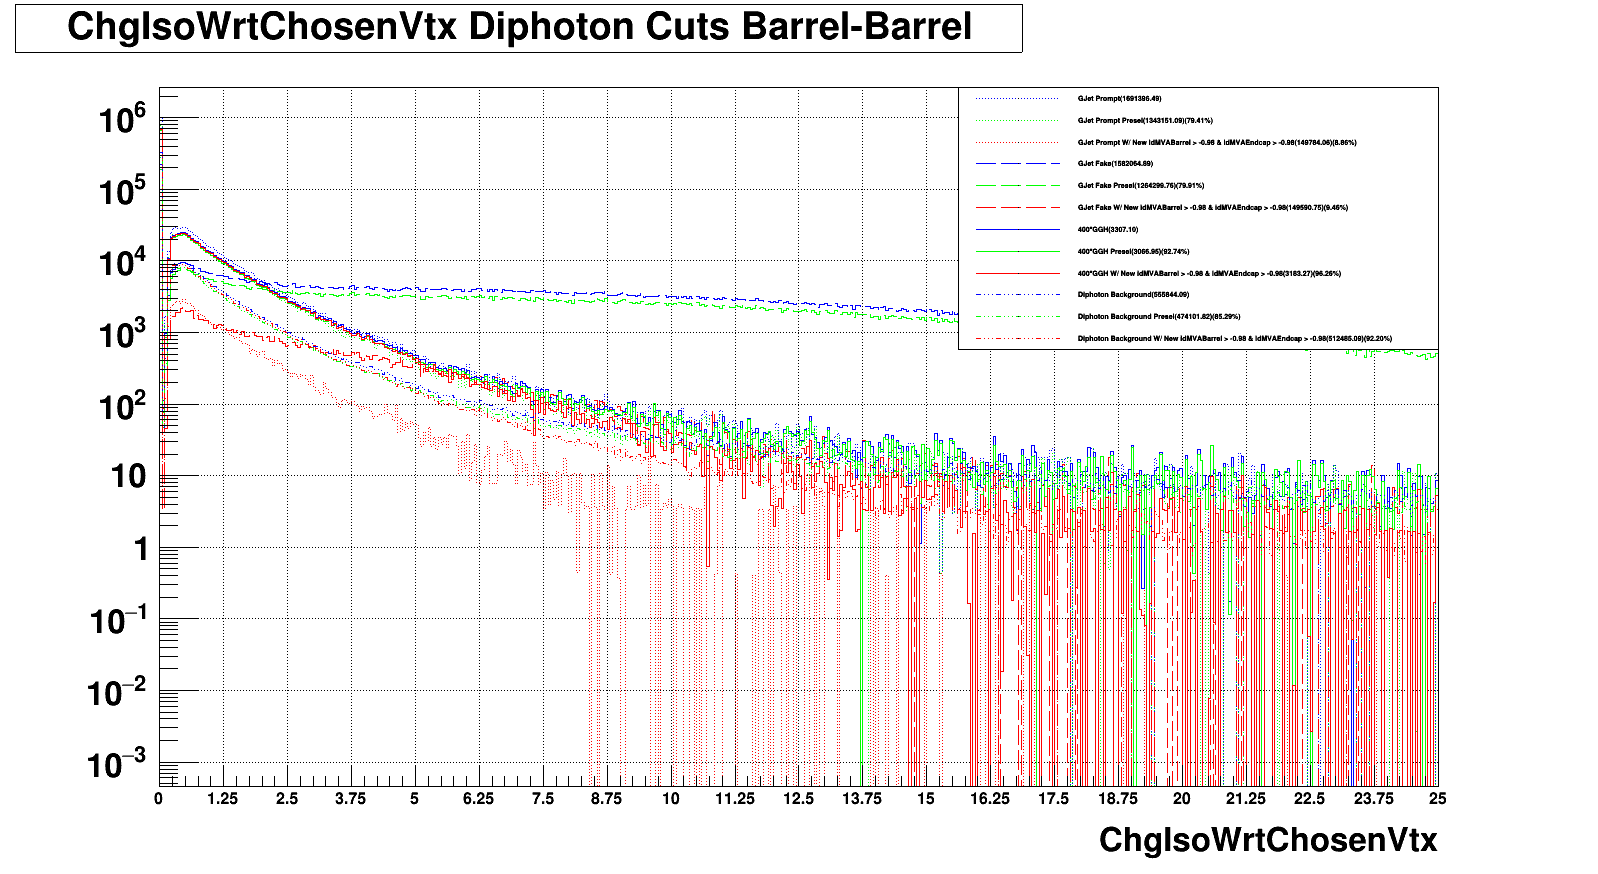 ChgIsoWrtChosenVtx Diphoton Cuts Barrel-Barrel
GJet Prompt(1691386.49)
GJet Prompt Presel(1343151.09)(79.41%)
GJet Prompt W/ New IdMVABarrel > -0.98 & IdMVAEndcap > -0.98(149784.06)(8.86%)
GJet Fake(1582064.69)
GJet Fake Presel(1264299.76)(79.91%)
GJet Fake W/ New IdMVABarrel > -0.98 & IdMVAEndcap > -0.98(149590.75)(9.46%)
400*GGH(3307.10)
400*GGH Presel(3066.95)(92.74%)
400*GGH W/ New IdMVABarrel > -0.98 & IdMVAEndcap > -0.98(3183.27)(96.26%)
Diphoton Background(555844.09)
Diphoton Background Presel(474101.82)(85.29%)
Diphoton Background W/ New IdMVABarrel > -0.98 & IdMVAEndcap > -0.98(512485.09)(92.20%)
10^6
10^5
10^4
10^3
10^2
10
1
10^−1
10^−2
10^−3
0 1.25 2.5 3.75 5 6.25 7.5 8.75 10 11.25 12.5 13.75 15 16.25 17.5 18.75 20 21.25 22.5 23.75 25
ChgIsoWrtChosenVtx